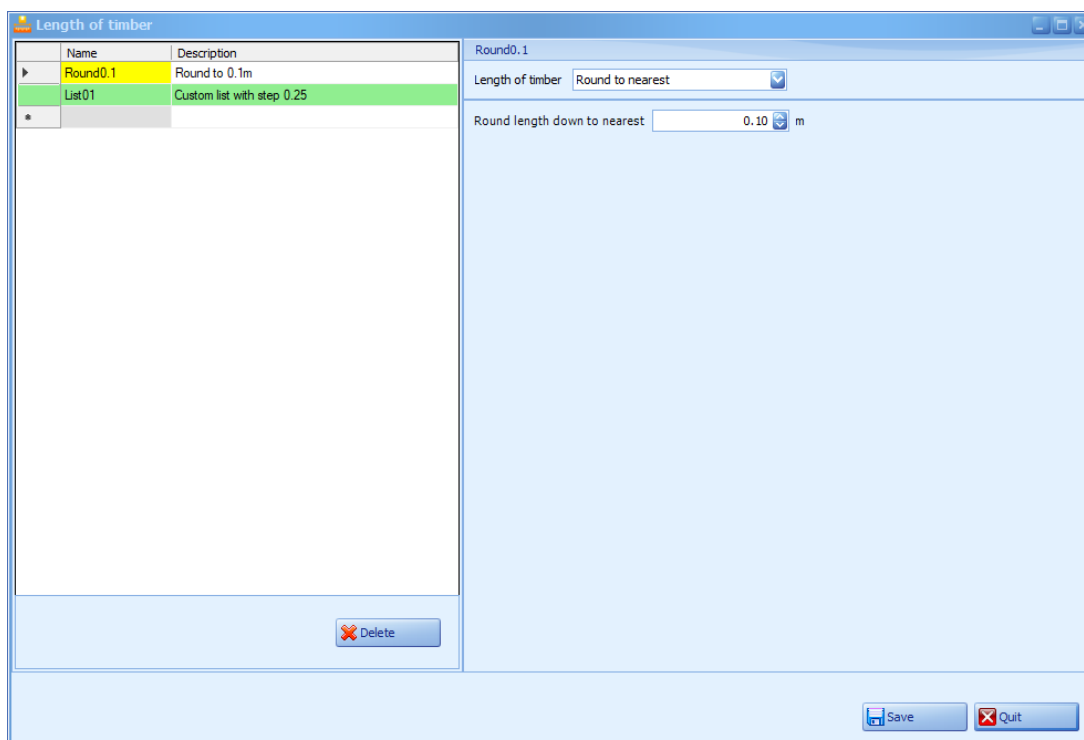 Length of timber
Name Description
Round0.1 Round to 0.1m
List01 Custom list with step 0.25
*
Delete
Round0.1
Length of timber Round to nearest
Round length down to nearest 0.10 m
Save Quit